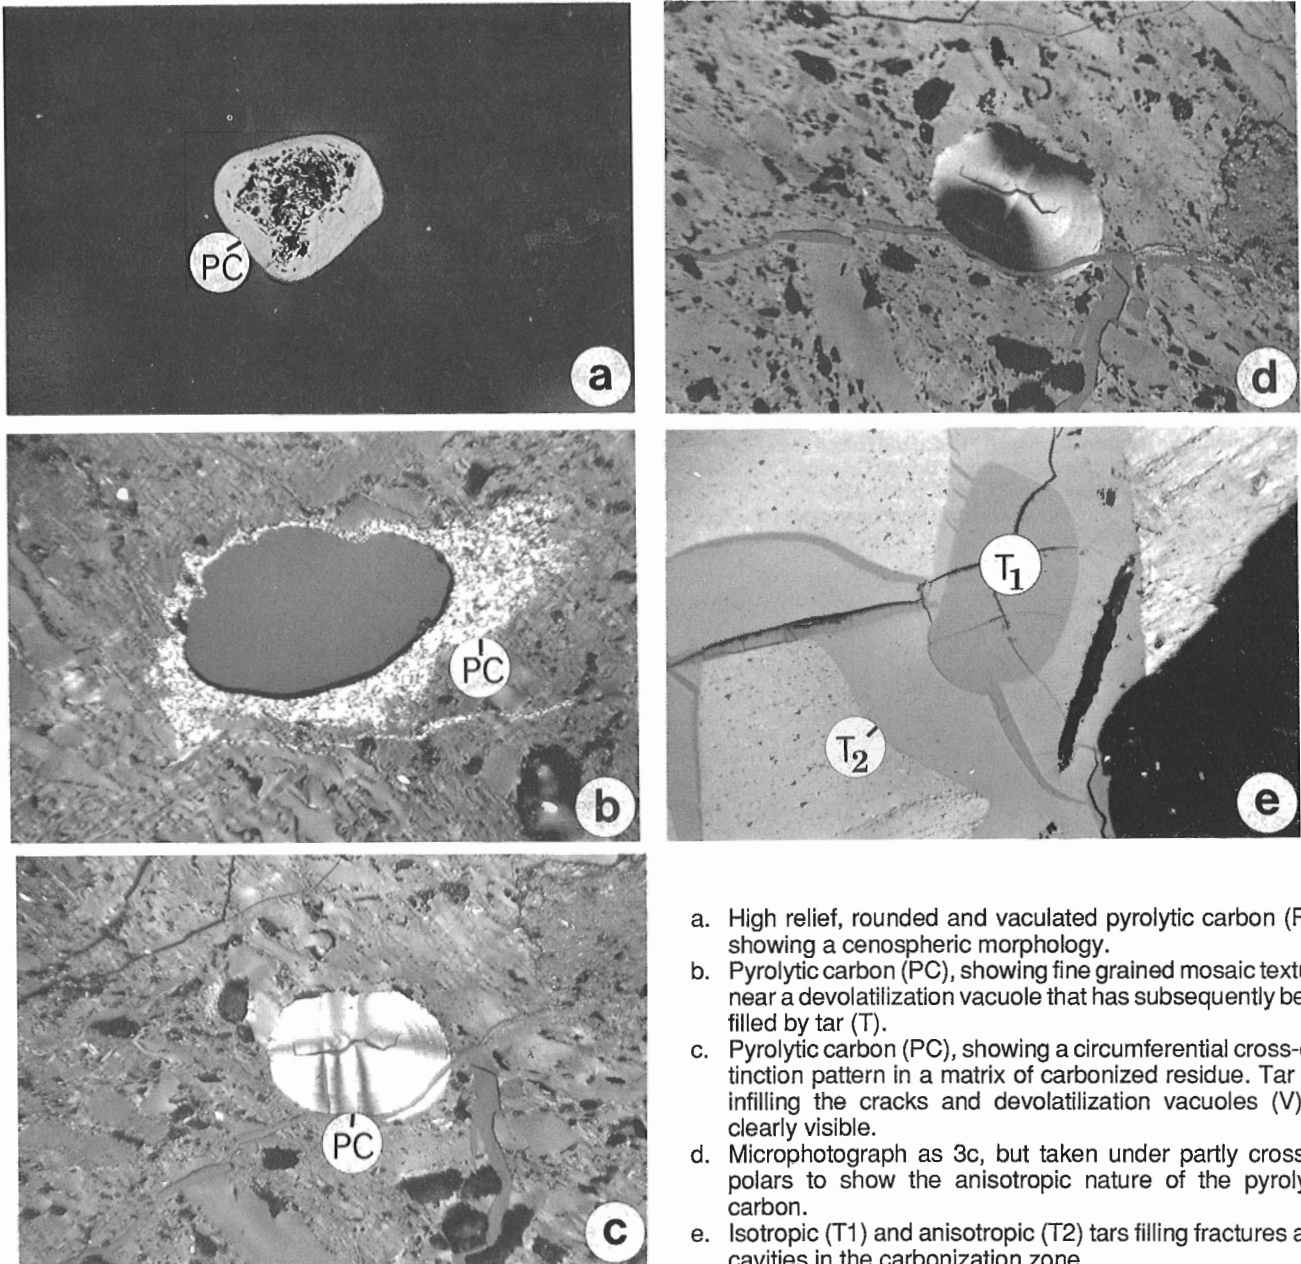 PC
a
d
PC
b
T1
T2
e
PC
c
a. High relief, rounded and vaculated pyrolytic carbon
showing a cenospheric morphology.
b. Pyrolytic carbon (PC), showing fine grained mosaic
near a devolatilization vacuole that has subsequently
filled by tar (T).
c. Pyrolytic carbon (PC), showing a circumferential
tinction pattern in a matrix of carbonized residue. Tar
infilling the cracks and devolatilization vacuoles (V)
clearly visible.
d. Microphotograph as 3c, but taken under partly
polars to show the anisotropic nature of the
carbon.
e. Isotropic (T1) and anisotropic (T2) tars filling fractures
cavities in the carbonization zone